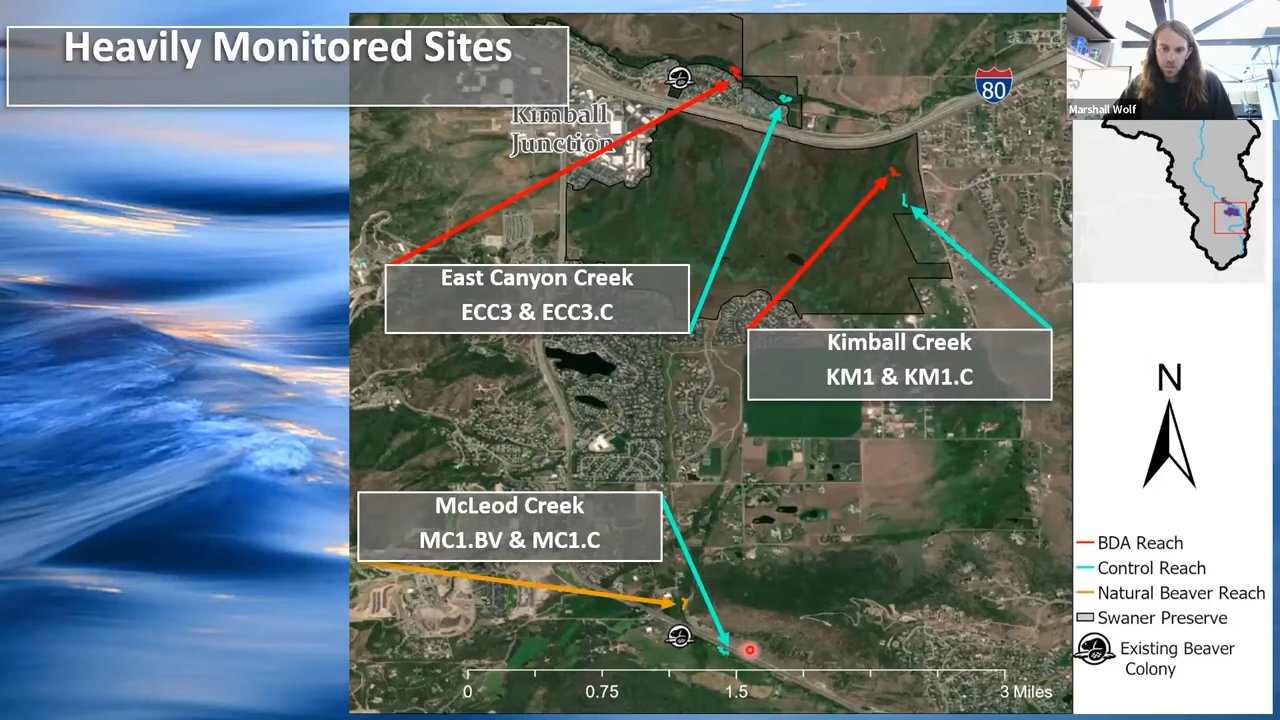 Heavily Monitored Sites
80
Marshall Wolf
Kimball
Junction
East Canyon Creek
ECC3 & ECC3.C
Kimball Creek
KM1 & KM1.C
McLeod Creek
MC1.BV & MC1.C
N
BDA Reach
Control Reach
Natural Beaver Reach
Swaner Preserve
Existing Beaver
Colony
0 0.75 1.5 3 Miles